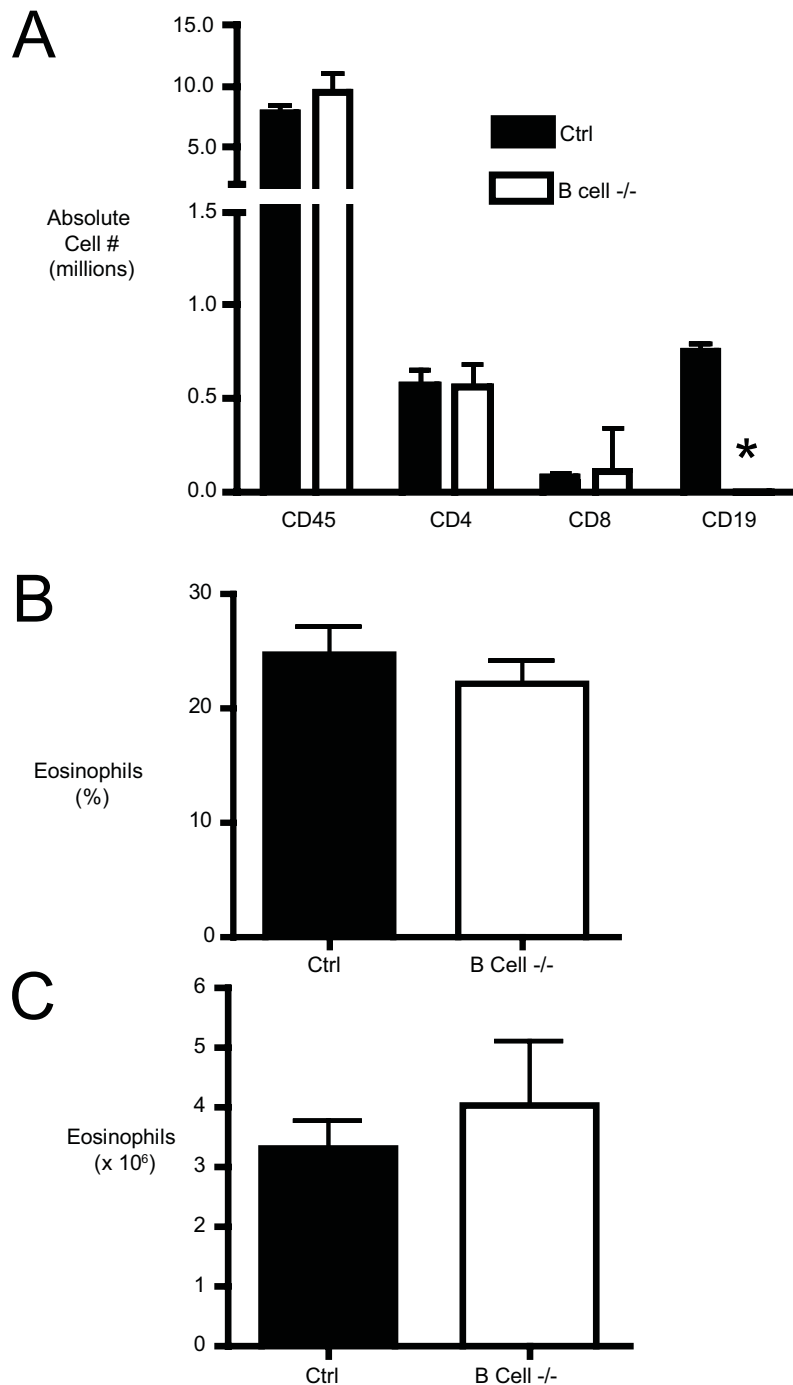 A
15.0
10.0
5.0
1.5
1.0
0.5
0.0
Absolute
Cell #
(millions)
Ctrl
B cell -/-
*
CD45 CD4 CD8 CD19
B
30
20
10
0
Eosinophils
(%)
Ctrl B Cell -/-
C
6
5
4
3
2
1
0
Eosinophils
(x 10⁶)
Ctrl B Cell -/-